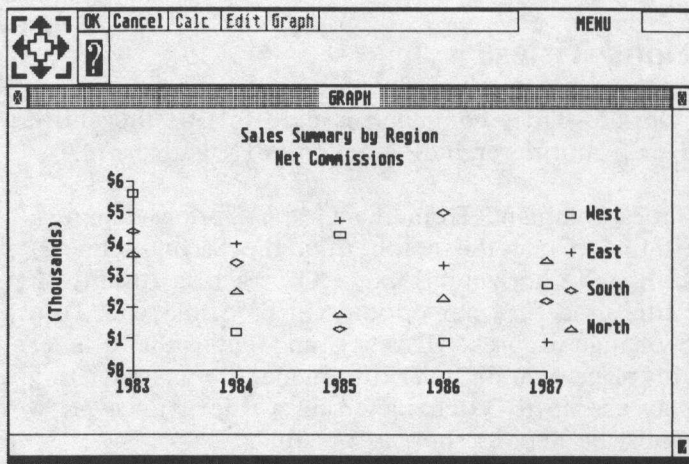 OK Cancel Calc Edit Graph MENU
?
GRAPH
Sales Summary by Region
Net Commissions
(Thousands)
$6
$5
$4
$3
$2
$1
$0
1983 1984 1985 1986 1987
West
East
South
North